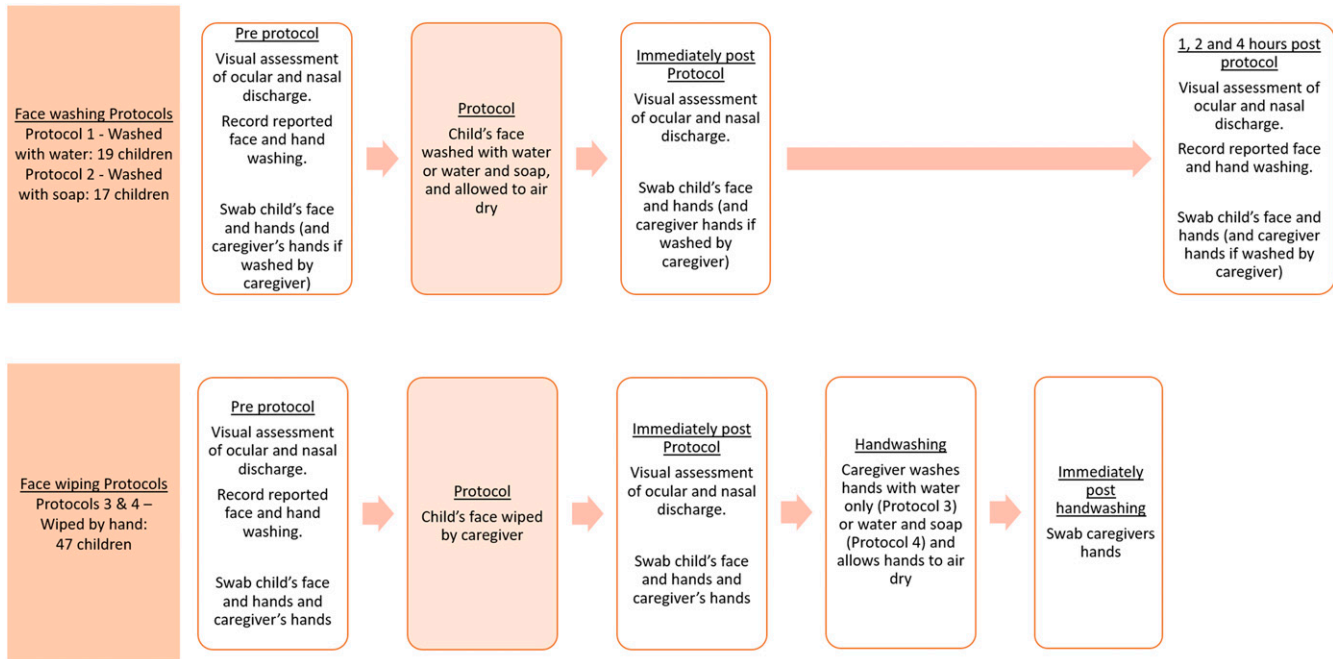 Face washing Protocols
Protocol 1 - Washed
with water: 19 children
Protocol 2 - Washed
with soap: 17 children
Pre protocol
Visual assessment
of ocular and nasal
discharge.
Record reported
face and hand
washing.
Swab child's face
and hands (and
caregiver's hands if
washed by
caregiver)
Protocol
Child's face
washed with water
or water and soap,
and allowed to air
dry
Immediately post
Protocol
Visual assessment
of ocular and nasal
discharge.
Swab child's face
and hands (and
caregiver hands if
washed by
caregiver)
1, 2 and 4 hours post
protocol
Visual assessment of
ocular and nasal
discharge.
Record reported face
and hand washing.
Swab child's face and
hands (and caregiver
hands if washed by
caregiver)
Face wiping Protocols
Protocols 3 & 4 –
Wiped by hand:
47 children
Pre protocol
Visual assessment
of ocular and nasal
discharge.
Record reported
face and hand
washing.
Swab child's face
and hands and
caregiver's hands
Protocol
Child's face wiped
by caregiver
Immediately post
Protocol
Visual assessment
of ocular and nasal
discharge.
Swab child's face
and hands and
caregiver's hands
Handwashing
Caregiver washes
hands with water
only (Protocol 3)
or water and soap
(Protocol 4) and
allows hands to air
dry
Immediately
post
handwashing
Swab caregivers
hands